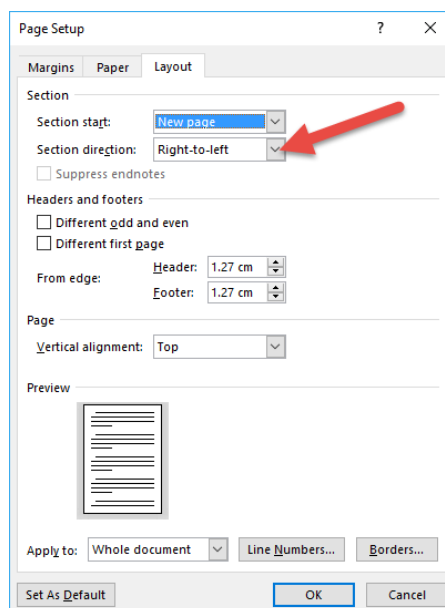 Page Setup ?
Margins Paper Layout
Section
Section start: New page
Section direction: Right-to-left
Suppress endnotes
Headers and footers
Different odd and even
Different first page
From edge:
Header: 1.27 cm
Footer: 1.27 cm
Page
Vertical alignment: Top
Preview
Apply to: Whole document Line Numbers... Borders...
Set As Default OK Cancel